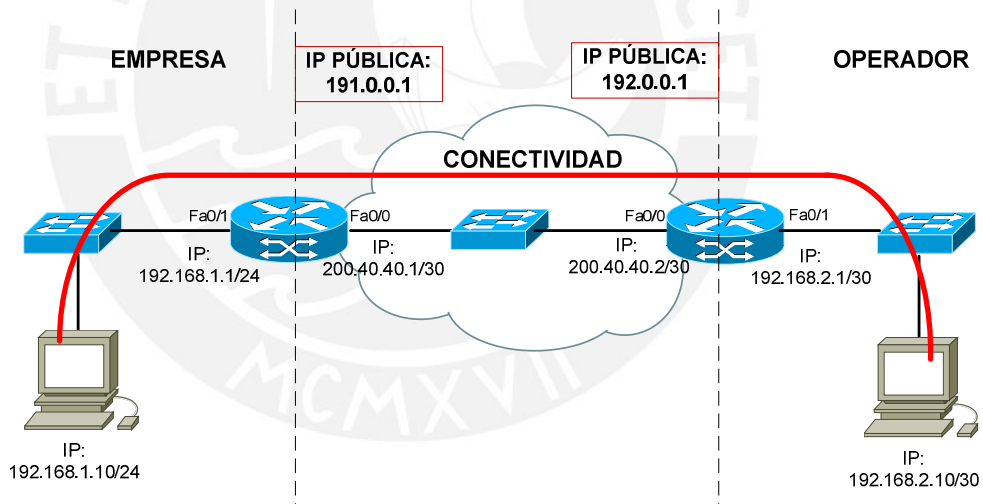 EMPRESA
IP PÚBLICA:
191.0.0.1
IP PÚBLICA:
192.0.0.1
OPERADOR
CONECTIVIDAD
Fa0/1
Fa0/0
Fa0/0
Fa0/1
IP:
192.168.1.1/24
IP:
200.40.40.1/30
IP:
200.40.40.2/30
IP:
192.168.2.1/30
IP:
192.168.1.10/24
IP:
192.168.2.10/30
MCMXVII